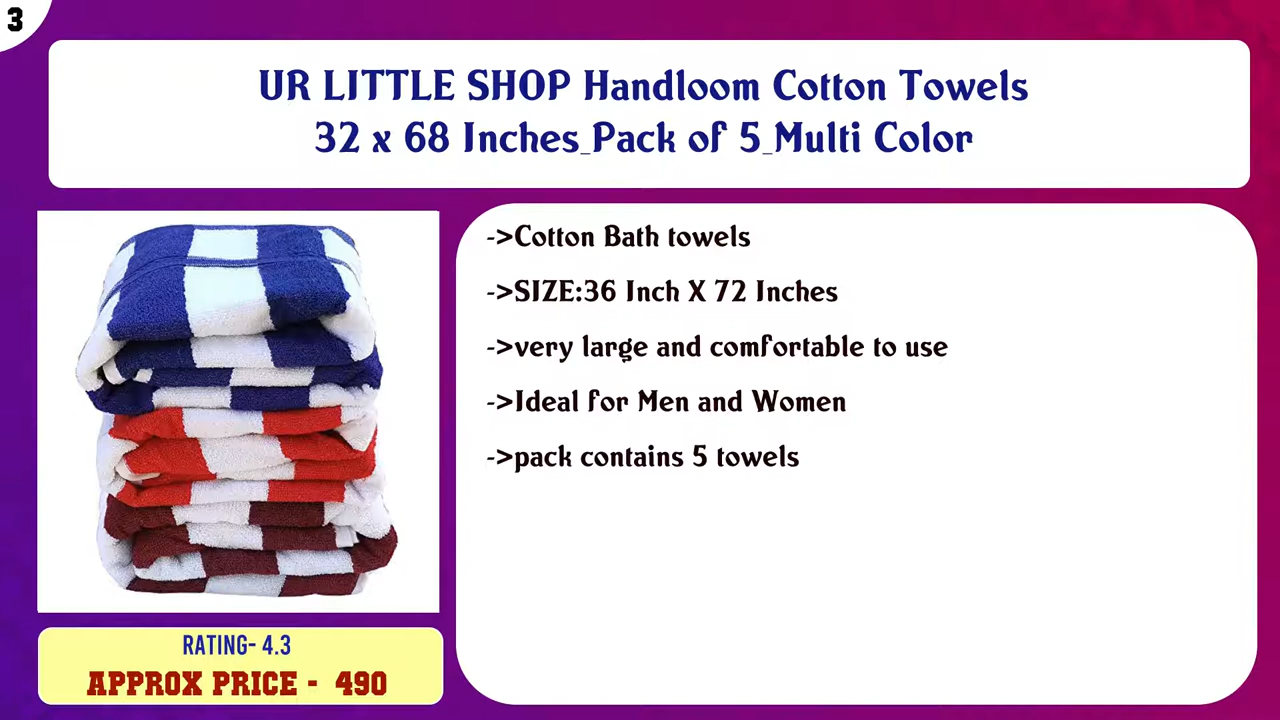 3
UR LITTLE SHOP Handloom Cotton Towels
32 x 68 Inches_Pack of 5_Multi Color
->Cotton Bath towels
->SIZE:36 Inch X 72 Inches
->very large and comfortable to use
->Ideal for Men and Women
->pack contains 5 towels
RATING- 4.3
APPROX PRICE - 490